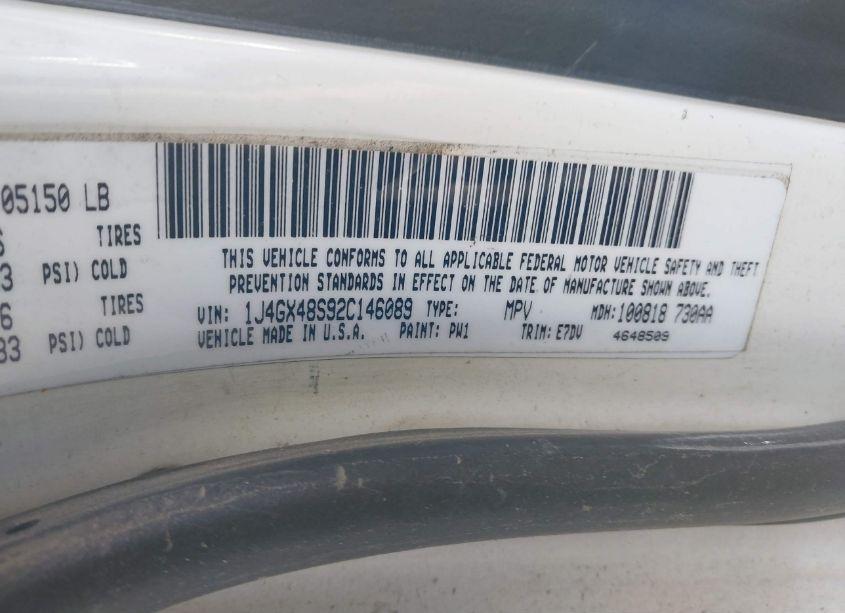 05150 LB
TIRES
PSI) COLD
TIRES
PSI) COLD
THIS VEHICLE CONFORMS TO ALL APPLICABLE FEDERAL MOTOR VEHICLE SAFETY AND THEFT
PREVENTION STANDARDS IN EFFECT ON THE DATE OF MANUFACTURE SHOWN ABOVE.
VIN: 1J4GX48S92C146089 TYPE: MPV MDH: 100818 730AA
VEHICLE MADE IN U.S.A. PAINT: PW1 TRIM: E7DV 4648509